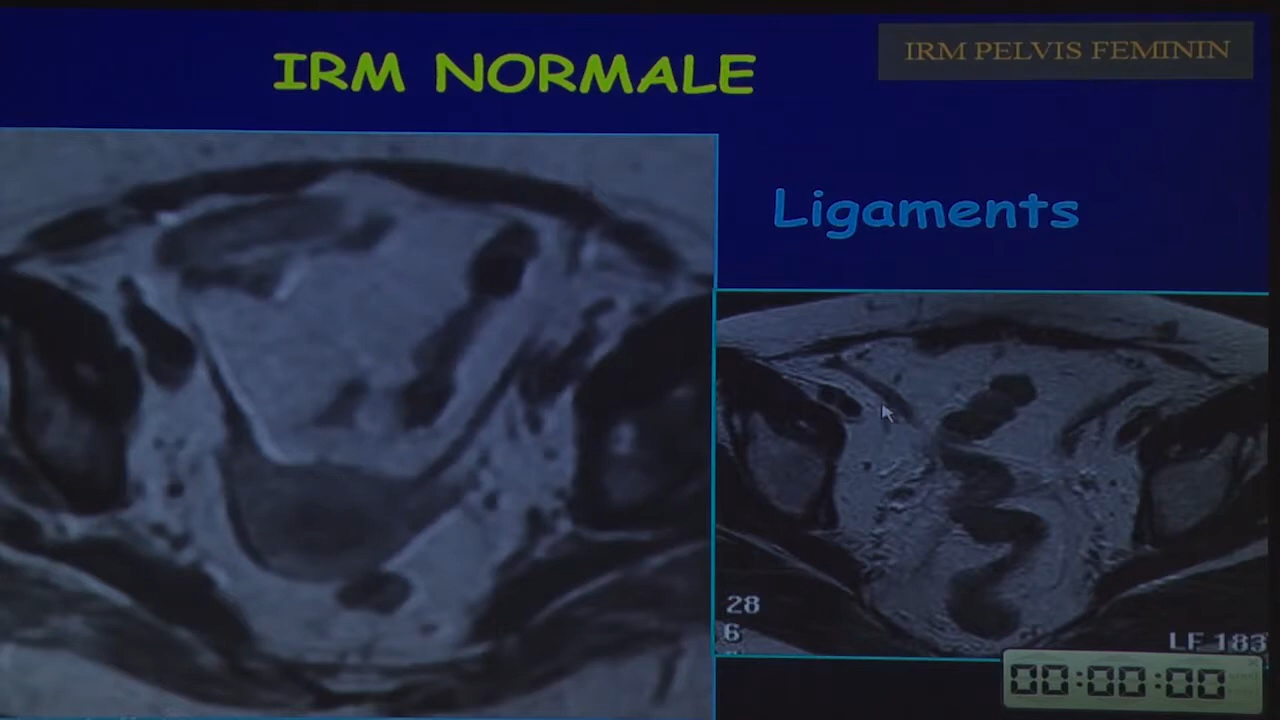 IRM NORMALE
IRM PELVIS FEMININ
Ligaments
28
6
LF 183
00:00:00